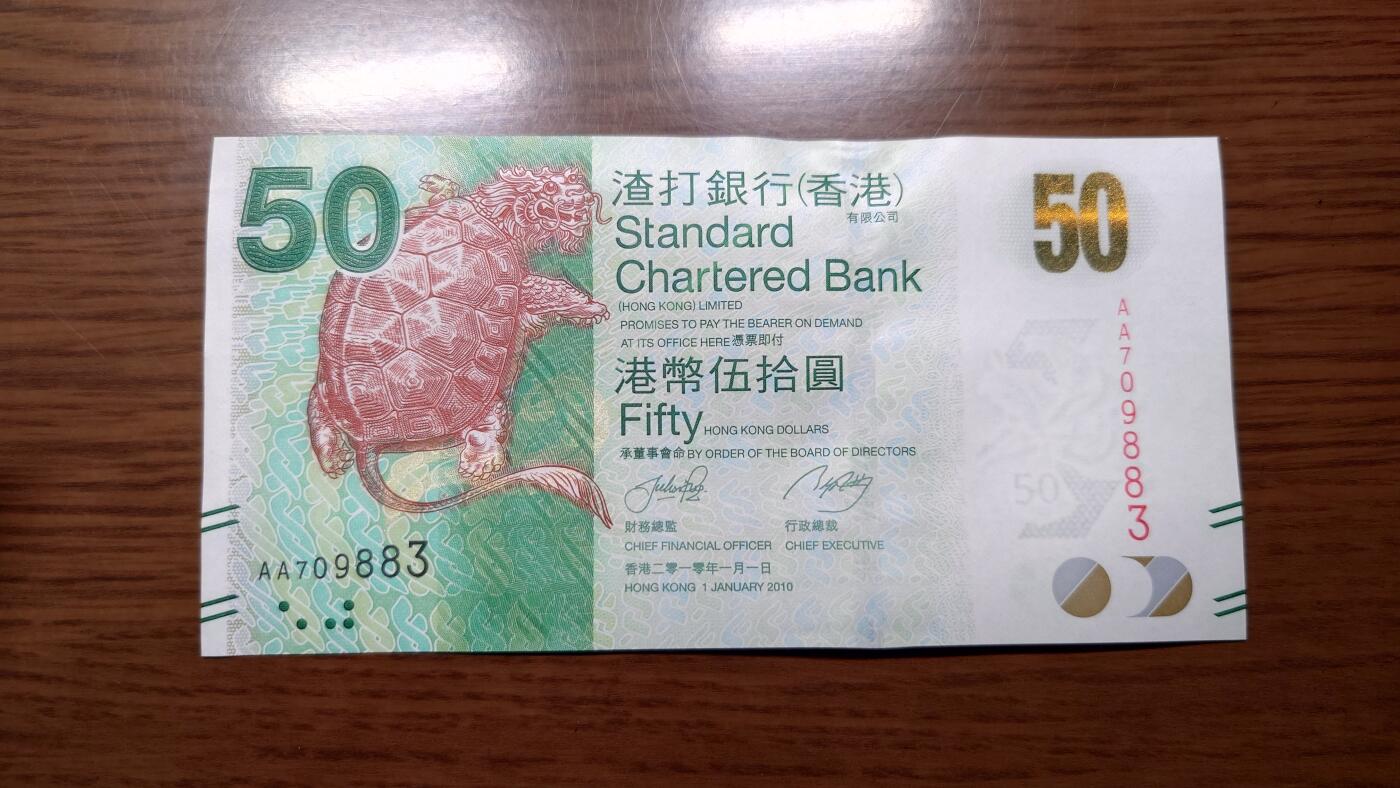 50
渣打銀行(香港)
有限公司
Standard
Chartered Bank
(HONG KONG) LIMITED
PROMISES TO PAY THE BEARER ON DEMAND
AT ITS OFFICE HERE 憑票即付
港幣伍拾圓
Fifty HONG KONG DOLLARS
承董事會命 BY ORDER OF THE BOARD OF DIRECTORS
財務總監 行政總裁
CHIEF FINANCIAL OFFICER CHIEF EXECUTIVE
香港二零一零年一月一日
HONG KONG 1 JANUARY 2010
AA709883
50
AA709883
50